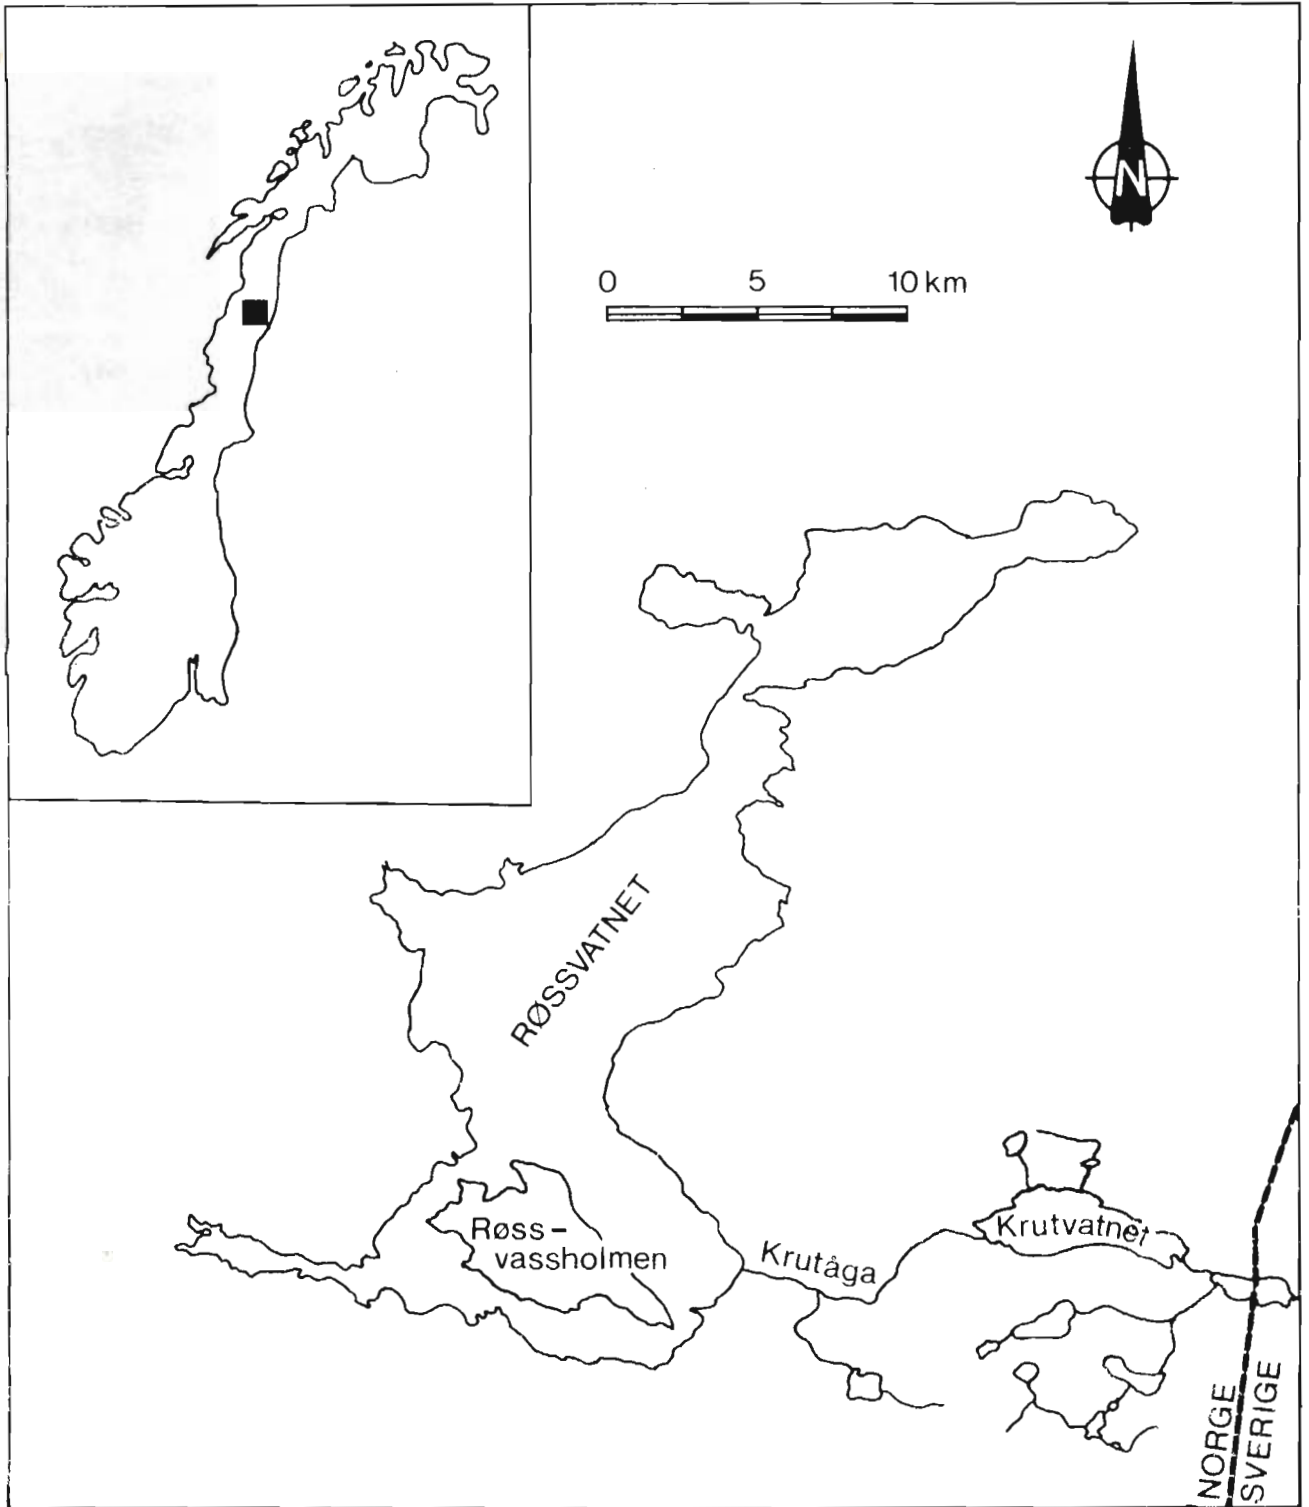 N
0 5 10 km
RØSSVATNET
Røss-
vassholmen
Krutåga
Krutvatnet
NORGE
SVERIGE